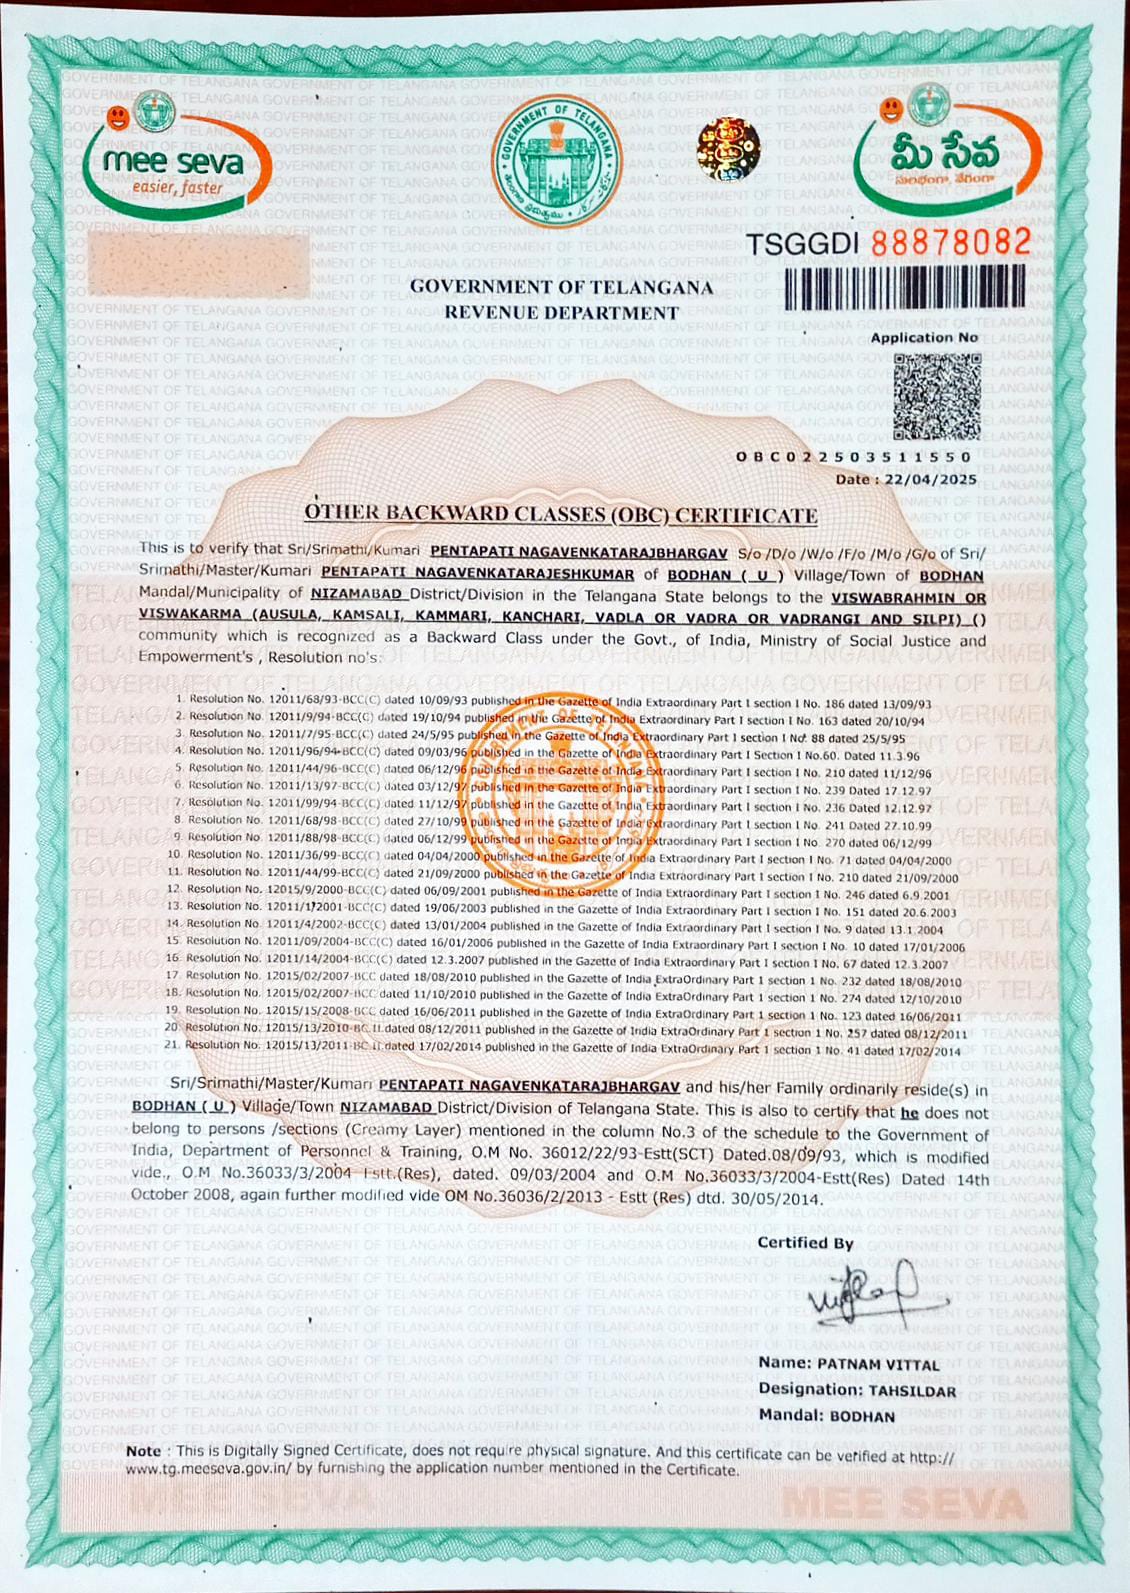 mee seva
easier, faster
GOVERNMENT OF TELANGANA
మీ సేవ
TSGGDI 88878082
GOVERNMENT OF TELANGANA
REVENUE DEPARTMENT
Application No
OBC022503511550
Date : 22/04/2025
OTHER BACKWARD CLASSES (OBC) CERTIFICATE
This is to verify that Sri/Srimathi/Kumari PENTAPATI NAGAVENKATARAJBHARGAV S/o /D/o /W/o /F/o /M/o /G/o of Sri/
Srimathi/Master/Kumari PENTAPATI NAGAVENKATARAJESHKUMAR of BODHAN ( U ) Village/Town of BODHAN
Mandal/Municipality of NIZAMABAD District/Division in the Telangana State belongs to the VISWABRAHMIN OR
VISWAKARMA (AUSULA, KAMSALI, KAMMARI, KANCHARI, VADLA OR VADRA OR VADRANGI AND SILPI) ()
community which is recognized as a Backward Class under the Govt., of India, Ministry of Social Justice and
Empowerment's , Resolution no's:
1. Resolution No. 12011/68/93-BCC(C) dated 10/09/93 published in the Gazette of India Extraordinary Part I section I No. 186 dated 13/09/93
2. Resolution No. 12011/9/94-BCC(C) dated 19/10/94 published in the Gazette of India Extraordinary Part I section I No. 163 dated 20/10/94
3. Resolution No. 12011/7/95-BCC(C) dated 24/5/95 published in the Gazette of India Extraordinary Part 1 section 1 No. 88 dated 25/5/95
4. Resolution No. 12011/96/94-BCC(C) dated 09/03/96 published in the Gazette of India Extraordinary Part I Section I No.60. Dated 11.3.96
5. Resolution No. 12011/44/96-BCC(C) dated 06/12/96 published in the Gazette of India Extraordinary Part I section I No. 210 dated 11/12/96
6. Resolution No. 12011/13/97-BCC(C) dated 03/12/97 published in the Gazette of India Extraordinary Part I section I No. 239 Dated 17.12.97
7. Resolution No. 12011/99/94-BCC(C) dated 11/12/97 published in the Gazette of India Extraordinary Part I section I No. 236 Dated 12.12.97
8. Resolution No. 12011/68/98-BCC(C) dated 27/10/99 published in the Gazette of India Extraordinary Part I section I No. 241 Dated 27.10.99
9. Resolution No. 12011/88/98-BCC(C) dated 06/12/99 published in the Gazette of India Extraordinary Part I section I No. 270 dated 06/12/99
10. Resolution No. 12011/36/99-BCC(C) dated 04/04/2000 published in the Gazette of India Extraordinary Part I section I No. 71 dated 04/04/2000
11. Resolution No. 12011/44/99-BCC(C) dated 21/09/2000 published in the Gazette of India Extraordinary Part I section I No. 210 dated 21/09/2000
12. Resolution No. 12015/9/2000-BCC(C) dated 06/09/2001 published in the Gazette of India Extraordinary Part I section I No. 246 dated 6.9.2001
13. Resolution No. 12011/1/2001-BCC(C) dated 19/06/2003 published in the Gazette of India Extraordinary Part I section I No. 151 dated 20.6.2003
14. Resolution No. 12011/4/2002-BCC(C) dated 13/01/2004 published in the Gazette of India Extraordinary Part I section I No. 9 dated 13.1.2004
15. Resolution No. 12011/09/2004-BCC(C) dated 16/01/2006 published in the Gazette of India Extraordinary Part I section I No. 10 dated 17/01/2006
16. Resolution No. 12011/14/2004-BCC(C) dated 12.3.2007 published in the Gazette of India Extraordinary Part I section I No. 67 dated 12.3.2007
17. Resolution No. 12015/02/2007-BCC dated 18/08/2010 published in the Gazette of India ExtraOrdinary Part 1 section 1 No. 232 dated 18/08/2010
18. Resolution No. 12015/02/2007-BCC dated 11/10/2010 published in the Gazette of India ExtraOrdinary Part 1 section 1 No. 274 dated 12/10/2010
19. Resolution No. 12015/15/2008-BCC dated 16/06/2011 published in the Gazette of India ExtraOrdinary Part 1 section 1 No. 123 dated 16/06/2011
20. Resolution No. 12015/13/2010-BC.II.dated 08/12/2011 published in the Gazette of India ExtraOrdinary Part 1 section 1 No. 257 dated 08/12/2011
21. Resolution No. 12015/13/2011-BC.II.dated 17/02/2014 published in the Gazette of India ExtraOrdinary Part 1 section 1 No. 41 dated 17/02/2014
Sri/Srimathi/Master/Kumari PENTAPATI NAGAVENKATARAJBHARGAV and his/her Family ordinarily reside(s) in
BODHAN ( U ) Village/Town NIZAMABAD District/Division of Telangana State. This is also to certify that he does not
belong to persons /sections (Creamy Layer) mentioned in the column No.3 of the schedule to the Government of
India, Department of Personnel & Training, O.M No. 36012/22/93-Estt(SCT) Dated.08/09/93, which is modified
vide., O.M No.36033/3/2004 Estt.(Res), dated. 09/03/2004 and O.M No.36033/3/2004-Estt(Res) Dated 14th
October 2008, again further modified vide OM No.36036/2/2013 - Estt (Res) dtd. 30/05/2014.
Certified By
Name: PATNAM VITTAL
Designation: TAHSILDAR
Mandal: BODHAN
Note : This is Digitally Signed Certificate, does not require physical signature. And this certificate can be verified at http://
www.tg.meeseva.gov.in/ by furnishing the application number mentioned in the Certificate.
MEE SEVA MEE SEVA